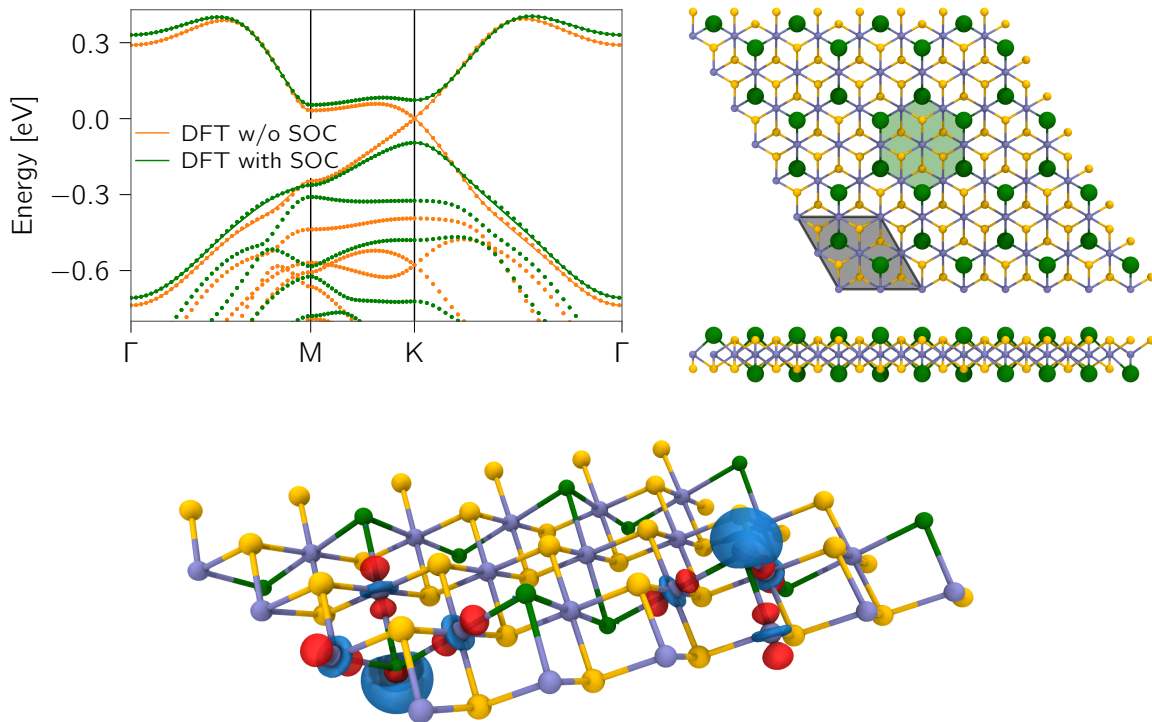 Energy [eV]
0.3
0.0
−0.3
−0.6
DFT w/o SOC
DFT with SOC
Γ
M
K
Γ